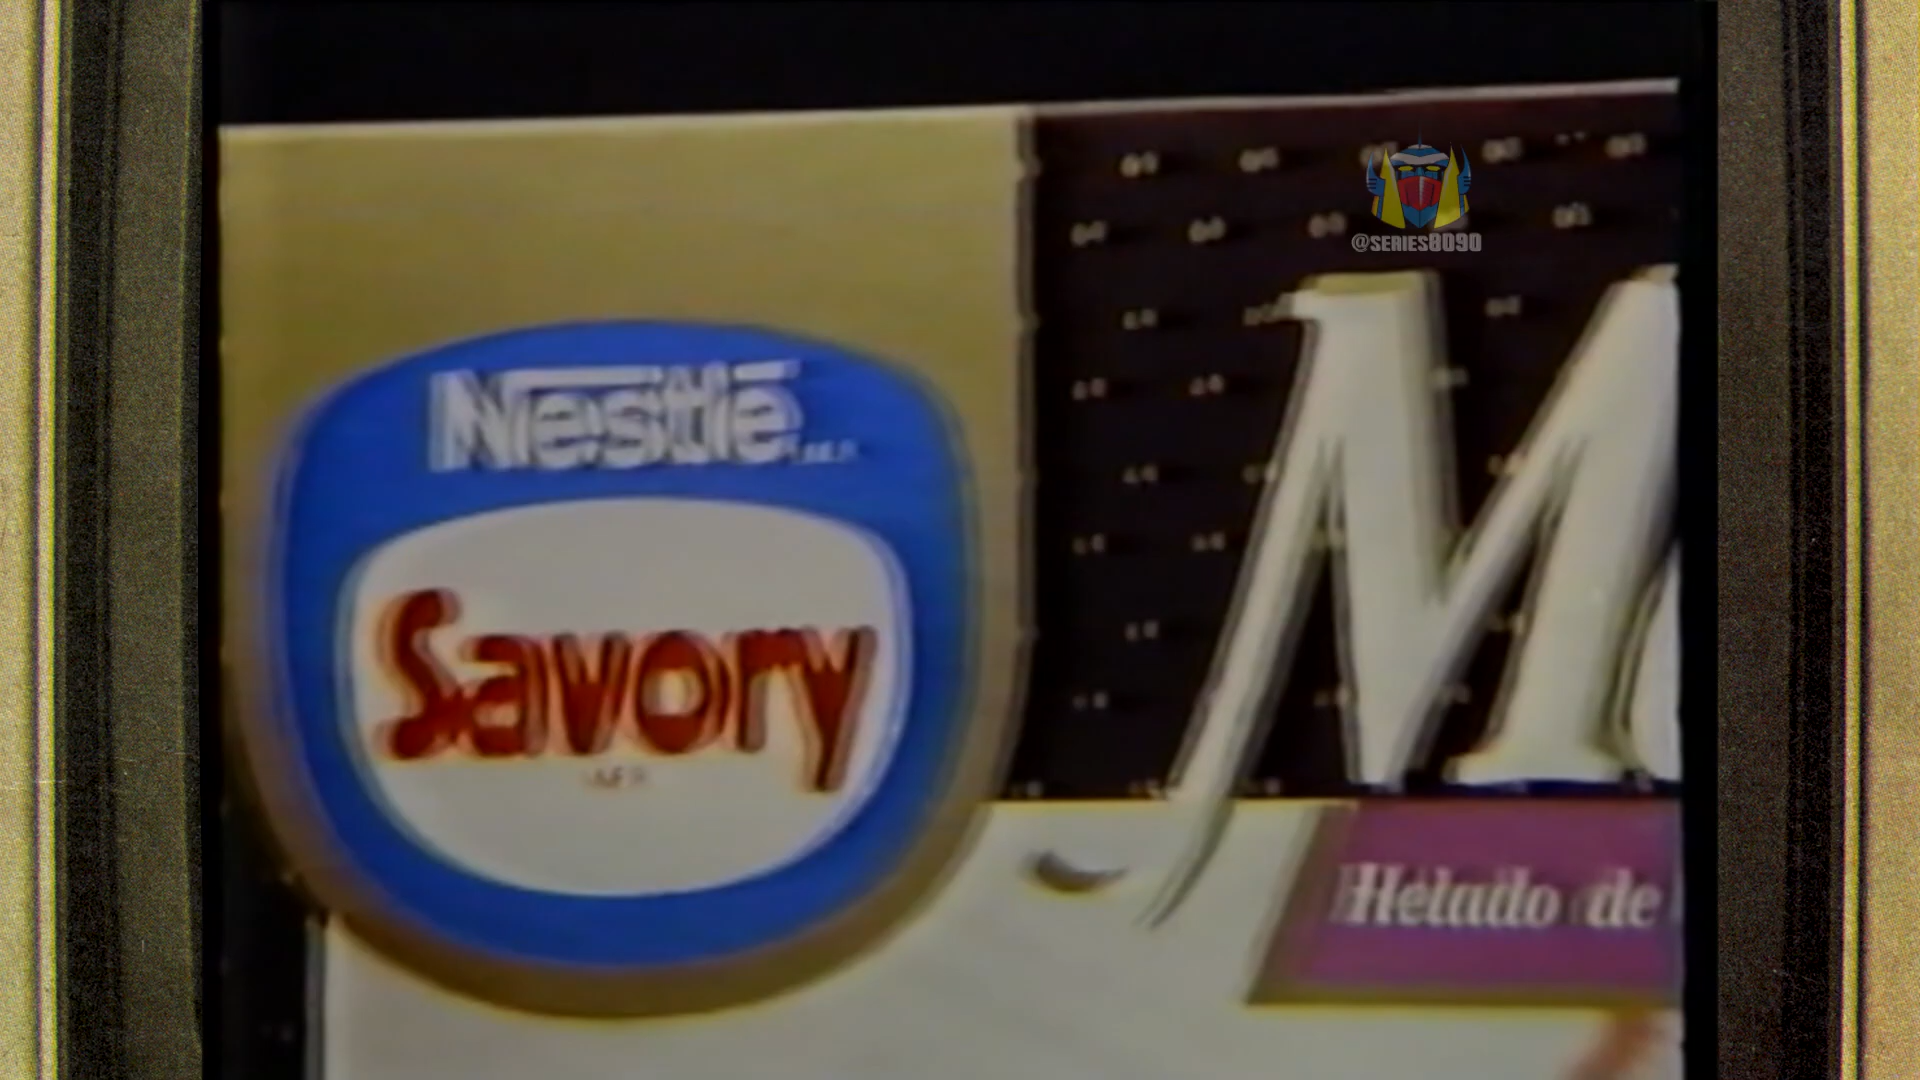 @SERIES8090
Nestlé
Savory
M
Helado de